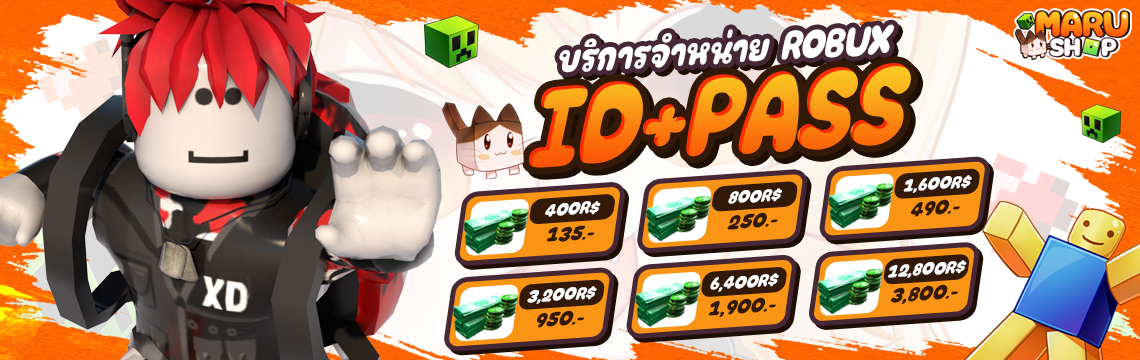 MARU
SHOP
บริการจำหน่าย ROBUX
ID+PASS
400R$
135.-
800R$
250.-
1,600R$
490.-
3,200R$
950.-
6,400R$
1,900.-
12,800R$
3,800.-
XD